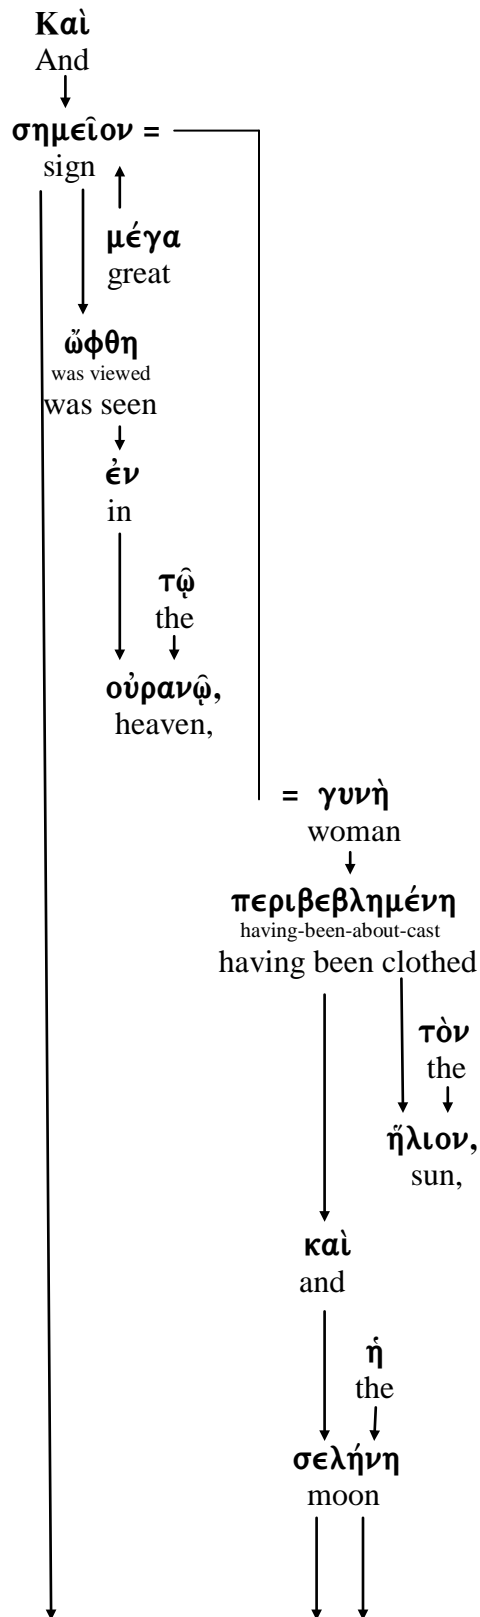 Καὶ
And
σημεῖον =
sign
μέγα
great
ὤφθη
was viewed
was seen
ἐν
in
τῷ
the
οὐρανῷ,
heaven,
= γυνὴ
woman
περιβεβλημένη
having-been-about-cast
having been clothed
τὸν
the
ἥλιον,
sun,
καὶ
and
ἡ
the
σελήνη
moon